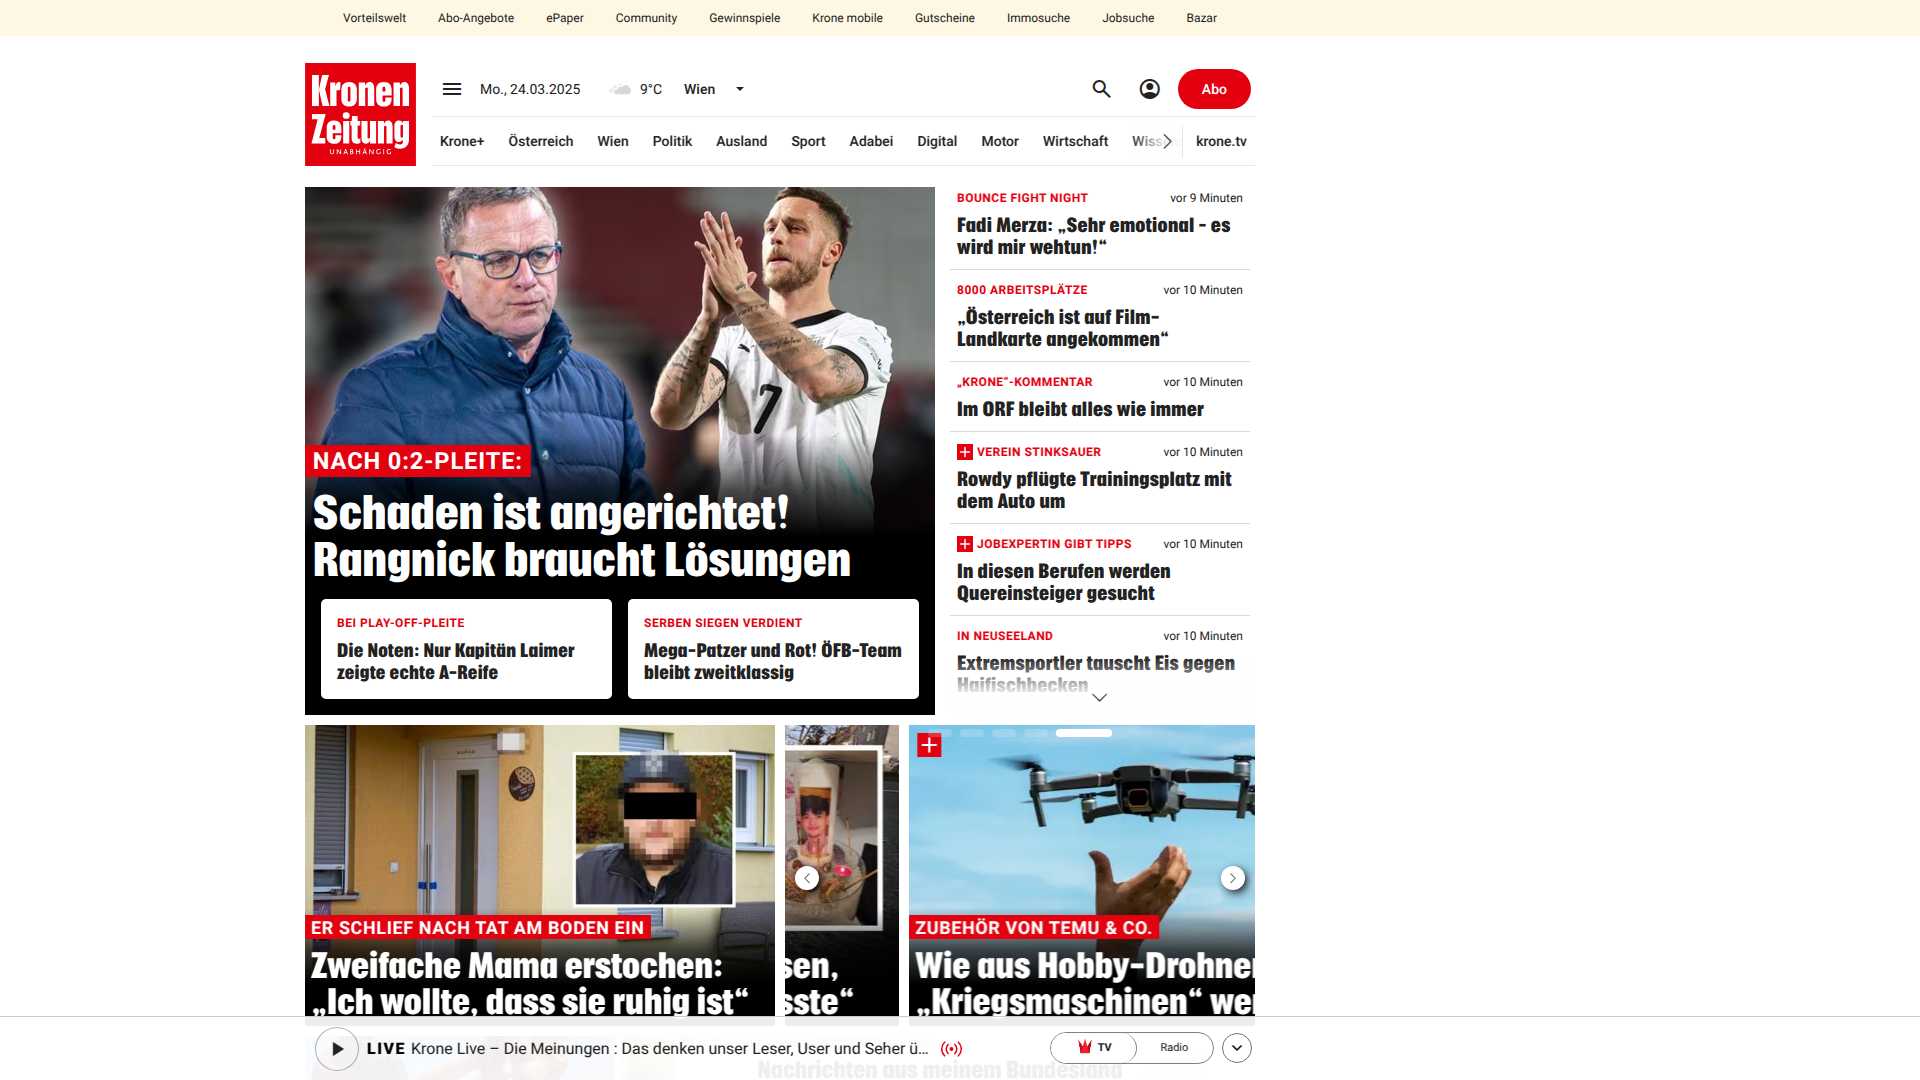 Vorteilswelt Abo-Angebote ePaper Community Gewinnspiele Krone mobile Gutscheine Immosuche Jobsuche Bazar
Kronen
Zeitung
UNABHÄNGIG
Mo., 24.03.2025 9°C Wien
Abo
Krone+ Österreich Wien Politik Ausland Sport Adabei Digital Motor Wirtschaft Wiss krone.tv
7
NACH 0:2-PLEITE:
Schaden ist angerichtet!
Rangnick braucht Lösungen
BEI PLAY-OFF-PLEITE
Die Noten: Nur Kapitän Laimer
zeigte echte A-Reife
SERBEN SIEGEN VERDIENT
Mega-Patzer und Rot! ÖFB-Team
bleibt zweitklassig
BOUNCE FIGHT NIGHT vor 9 Minuten
Fadi Merza: „Sehr emotional - es
wird mir wehtun!“
8000 ARBEITSPLÄTZE vor 10 Minuten
„Österreich ist auf Film-
Landkarte angekommen“
„KRONE“-KOMMENTAR vor 10 Minuten
Im ORF bleibt alles wie immer
VEREIN STINKSAUER vor 10 Minuten
Rowdy pflügte Trainingsplatz mit
dem Auto um
JOBEXPERTIN GIBT TIPPS vor 10 Minuten
In diesen Berufen werden
Quereinsteiger gesucht
IN NEUSEELAND vor 10 Minuten
Extremsportler tauscht Eis gegen
Haifischbecken
ER SCHLIEF NACH TAT AM BODEN EIN
Zweifache Mama erstochen:
„Ich wollte, dass sie ruhig ist“
sen,
sste“
ZUBEHÖR VON TEMU & CO.
Wie aus Hobby-Drohnen
„Kriegsmaschinen“ wer
LIVE Krone Live – Die Meinungen : Das denken unser Leser, User und Seher ü... TV Radio
Nachrichten aus meinem Bundesland